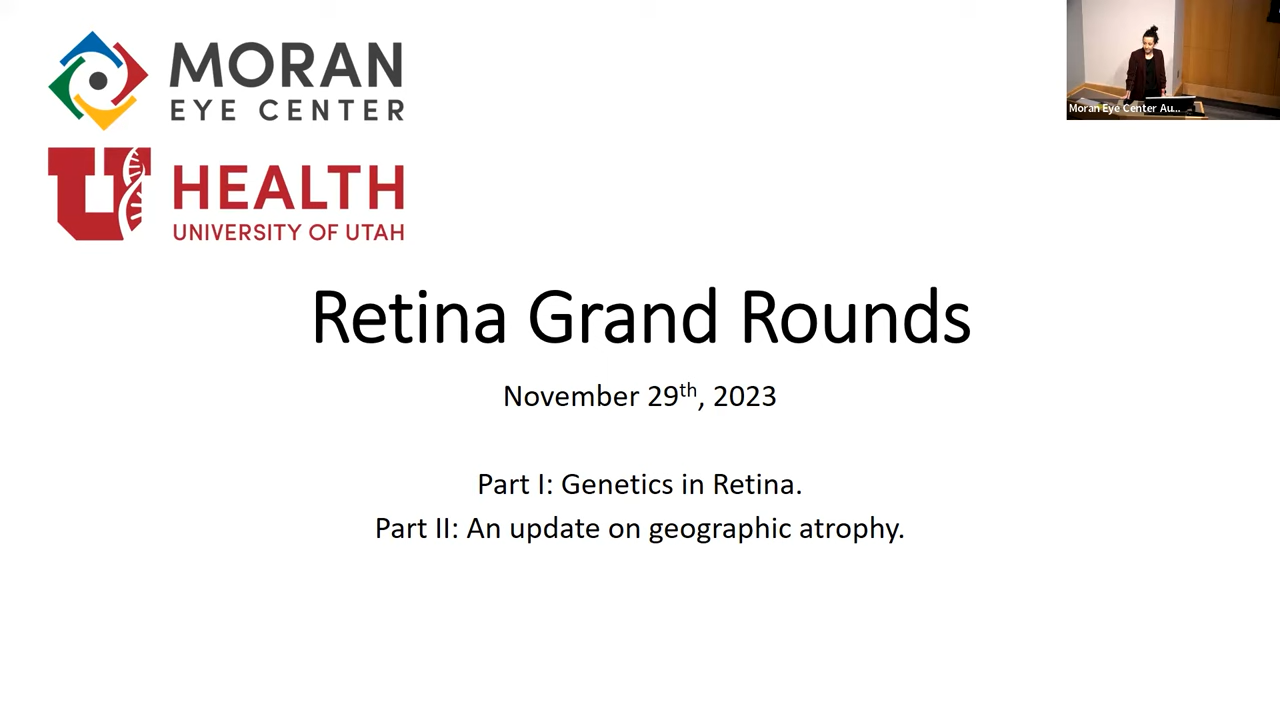 MORAN
EYE CENTER
U HEALTH
UNIVERSITY OF UTAH
Moran Eye Center Au...
Retina Grand Rounds
November 29th, 2023
Part I: Genetics in Retina.
Part II: An update on geographic atrophy.